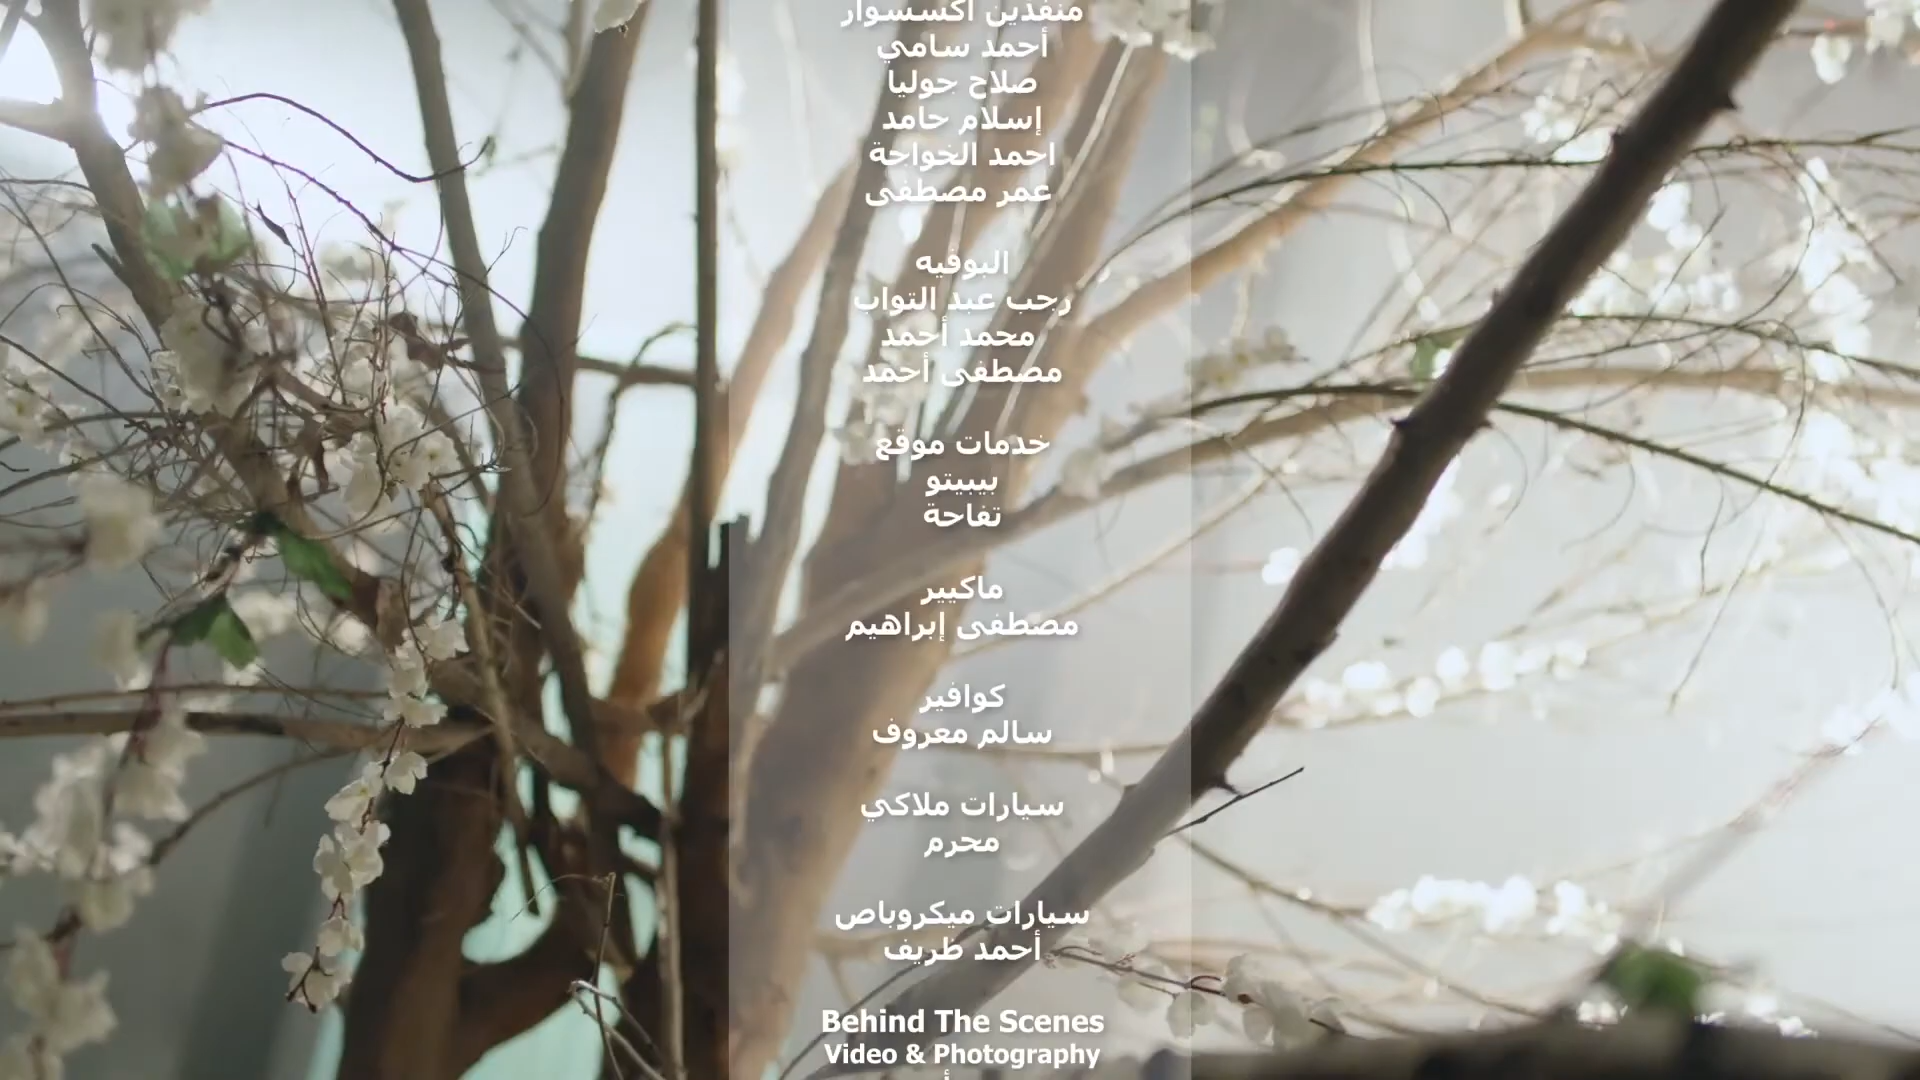 منفذين اكسسوار
أحمد سامي
صلاح جوليا
إسلام حامد
احمد الخواجة
عمر مصطفى
البوفيه
رجب عبد التواب
محمد أحمد
مصطفى أحمد
خدمات موقع
بيبيتو
تفاحة
ماكيير
مصطفى إبراهيم
كوافير
سالم معروف
سيارات ملاكي
محرم
سيارات ميكروباص
أحمد ظريف
Behind The Scenes
Video & Photography